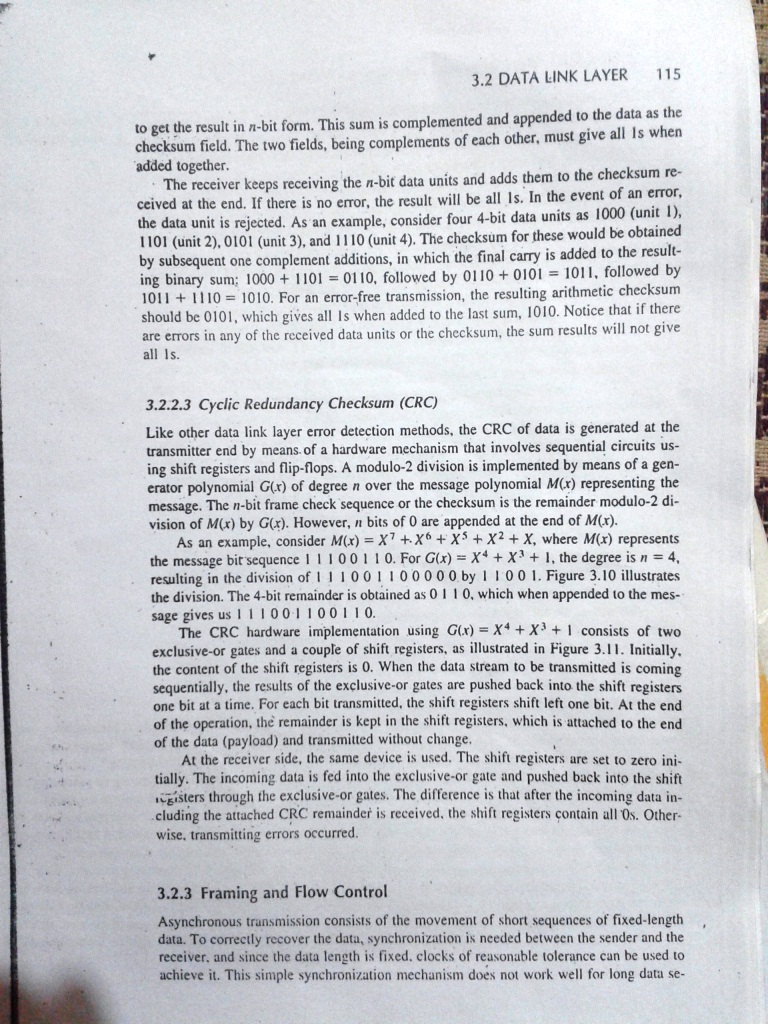 3.2 DATA LINK LAYER 115
to get the result in n-bit form. This sum is complemented and appended to the data as the
checksum field. The two fields, being complements of each other, must give all 1s when
added together.
The receiver keeps receiving the n-bit data units and adds them to the checksum re-
ceived at the end. If there is no error, the result will be all 1s. In the event of an error,
the data unit is rejected. As an example, consider four 4-bit data units as 1000 (unit 1),
1101 (unit 2), 0101 (unit 3), and 1110 (unit 4). The checksum for these would be obtained
by subsequent one complement additions, in which the final carry is added to the result-
ing binary sum: 1000 + 1101 = 0110, followed by 0110 + 0101 = 1011, followed by
1011 + 1110 = 1010. For an error-free transmission, the resulting arithmetic checksum
should be 0101, which gives all 1s when added to the last sum, 1010. Notice that if there
are errors in any of the received data units or the checksum, the sum results will not give
all 1s.
3.2.2.3 Cyclic Redundancy Checksum (CRC)
Like other data link layer error detection methods, the CRC of data is generated at the
transmitter end by means of a hardware mechanism that involves sequential circuits us-
ing shift registers and flip-flops. A modulo-2 division is implemented by means of a gen-
erator polynomial G(x) of degree n over the message polynomial M(x) representing the
message. The n-bit frame check sequence or the checksum is the remainder modulo-2 di-
vision of M(x) by G(x). However, n bits of 0 are appended at the end of M(x).
As an example, consider M(x) = X⁷ + X⁶ + X⁵ + X² + X, where M(x) represents
the message bit sequence 1 1 1 0 0 1 1 0. For G(x) = X⁴ + X³ + 1, the degree is n = 4,
resulting in the division of 1 1 1 0 0 1 1 0 0 0 0 0 by 1 1 0 0 1. Figure 3.10 illustrates
the division. The 4-bit remainder is obtained as 0 1 1 0, which when appended to the mes-
sage gives us 1 1 1 0 0 1 1 0 0 1 1 0.
The CRC hardware implementation using G(x) = X⁴ + X³ + 1 consists of two
exclusive-or gates and a couple of shift registers, as illustrated in Figure 3.11. Initially,
the content of the shift registers is 0. When the data stream to be transmitted is coming
sequentially, the results of the exclusive-or gates are pushed back into the shift registers
one bit at a time. For each bit transmitted, the shift registers shift left one bit. At the end
of the operation, the remainder is kept in the shift registers, which is attached to the end
of the data (payload) and transmitted without change.
At the receiver side, the same device is used. The shift registers are set to zero ini-
tially. The incoming data is fed into the exclusive-or gate and pushed back into the shift
registers through the exclusive-or gates. The difference is that after the incoming data in-
cluding the attached CRC remainder is received, the shift registers contain all 0s. Other-
wise, transmitting errors occurred.
3.2.3 Framing and Flow Control
Asynchronous transmission consists of the movement of short sequences of fixed-length
data. To correctly recover the data, synchronization is needed between the sender and the
receiver, and since the data length is fixed, clocks of reasonable tolerance can be used to
achieve it. This simple synchronization mechanism does not work well for long data se-